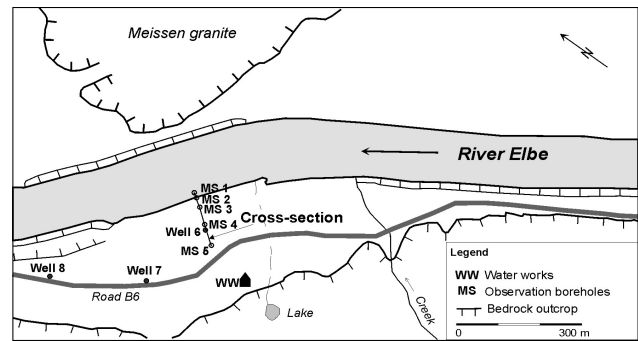 Meissen granite
N
River Elbe
MS 1
MS 2
MS 3
MS 4
Cross-section
Well 6
MS 5
Well 8
Well 7
WW
Road B6
Lake
Creek
Legend
WW Water works
MS Observation boreholes
Bedrock outcrop
0 300 m